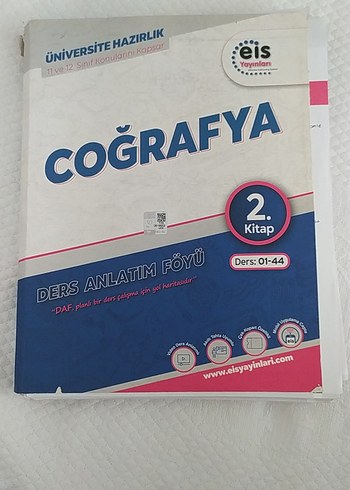 ÜNİVERSİTE HAZIRLIK
11 ve 12. Sınıf Konularını Kapsar
eis
Yayınları
COĞRAFYA
2.
Kitap
Ders: 01-44
DERS ANLATIM FÖYÜ
"DAF, planlı bir ders çalışma için yol haritasıdır"
www.eisyayinlari.com